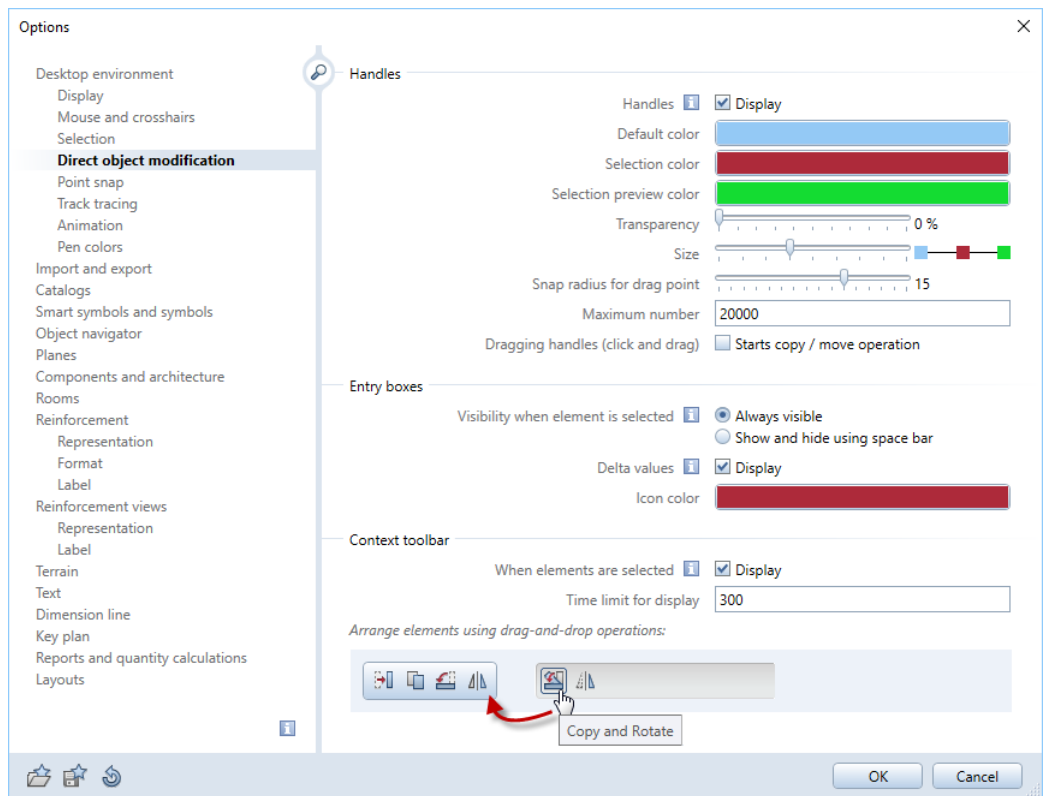 Options
Desktop environment
Display
Mouse and crosshairs
Selection
Direct object modification
Point snap
Track tracing
Animation
Pen colors
Import and export
Catalogs
Smart symbols and symbols
Object navigator
Planes
Components and architecture
Rooms
Reinforcement
Representation
Format
Label
Reinforcement views
Representation
Label
Terrain
Text
Dimension line
Key plan
Reports and quantity calculations
Layouts
Handles
Handles Display
Default color
Selection color
Selection preview color
Transparency 0 %
Size
Snap radius for drag point 15
Maximum number 20000
Dragging handles (click and drag) Starts copy / move operation
Entry boxes
Visibility when element is selected Always visible
Show and hide using space bar
Delta values Display
Icon color
Context toolbar
When elements are selected Display
Time limit for display 300
Arrange elements using drag-and-drop operations:
Copy and Rotate
OK Cancel